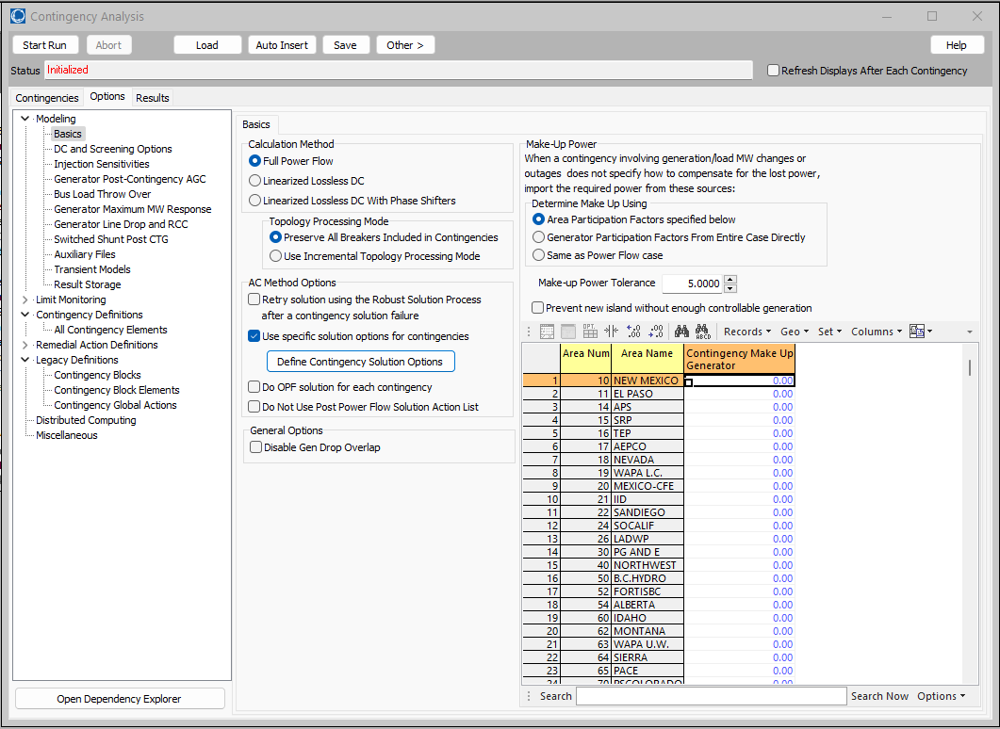 Contingency Analysis
Start Run Abort Load Auto Insert Save Other > Help
Status Initialized Refresh Displays After Each Contingency
Contingencies Options Results
Modeling
Basics
DC and Screening Options
Injection Sensitivities
Generator Post-Contingency AGC
Bus Load Throw Over
Generator Maximum MW Response
Generator Line Drop and RCC
Switched Shunt Post CTG
Auxiliary Files
Transient Models
Result Storage
Limit Monitoring
Contingency Definitions
All Contingency Elements
Remedial Action Definitions
Legacy Definitions
Contingency Blocks
Contingency Block Elements
Contingency Global Actions
Distributed Computing
Miscellaneous
Open Dependency Explorer
Basics
Calculation Method
Full Power Flow
Linearized Lossless DC
Linearized Lossless DC With Phase Shifters
Topology Processing Mode
Preserve All Breakers Included in Contingencies
Use Incremental Topology Processing Mode
AC Method Options
Retry solution using the Robust Solution Process
after a contingency solution failure
Use specific solution options for contingencies
Define Contingency Solution Options
Do OPF solution for each contingency
Do Not Use Post Power Flow Solution Action List
General Options
Disable Gen Drop Overlap
Make-Up Power
When a contingency involving generation/load MW changes or
outages does not specify how to compensate for the lost power,
import the required power from these sources:
Determine Make Up Using
Area Participation Factors specified below
Generator Participation Factors From Entire Case Directly
Same as Power Flow case
Make-up Power Tolerance 5.0000
Prevent new island without enough controllable generation
Records Geo Set Columns
Area Num Area Name Contingency Make Up
Generator
1 10 NEW MEXICO 0.00
2 11 EL PASO 0.00
3 14 APS 0.00
4 15 SRP 0.00
5 16 TEP 0.00
6 17 AEPCO 0.00
7 18 NEVADA 0.00
8 19 WAPA L.C. 0.00
9 20 MEXICO-CFE 0.00
10 21 IID 0.00
11 22 SANDIEGO 0.00
12 24 SOCALIF 0.00
13 26 LADWP 0.00
14 30 PG AND E 0.00
15 40 NORTHWEST 0.00
16 50 B.C.HYDRO 0.00
17 52 FORTISBC 0.00
18 54 ALBERTA 0.00
19 60 IDAHO 0.00
20 62 MONTANA 0.00
21 63 WAPA U.W. 0.00
22 64 SIERRA 0.00
23 65 PACE 0.00
24 70 PSCOLORADO 0.00
Search Search Now Options